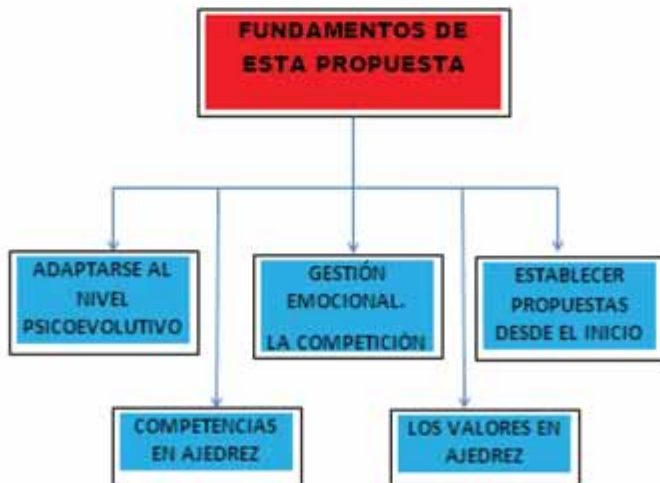 FUNDAMENTOS DE
ESTA PROPUESTA
ADAPTARSE AL
NIVEL
PSICOEVOLUTIVO
GESTIÓN
EMOCIONAL.
LA COMPETICIÓN
ESTABLECER
PROPUESTAS
DESDE EL INICIO
COMPETENCIAS
EN AJEDREZ
LOS VALORES EN
AJEDREZ